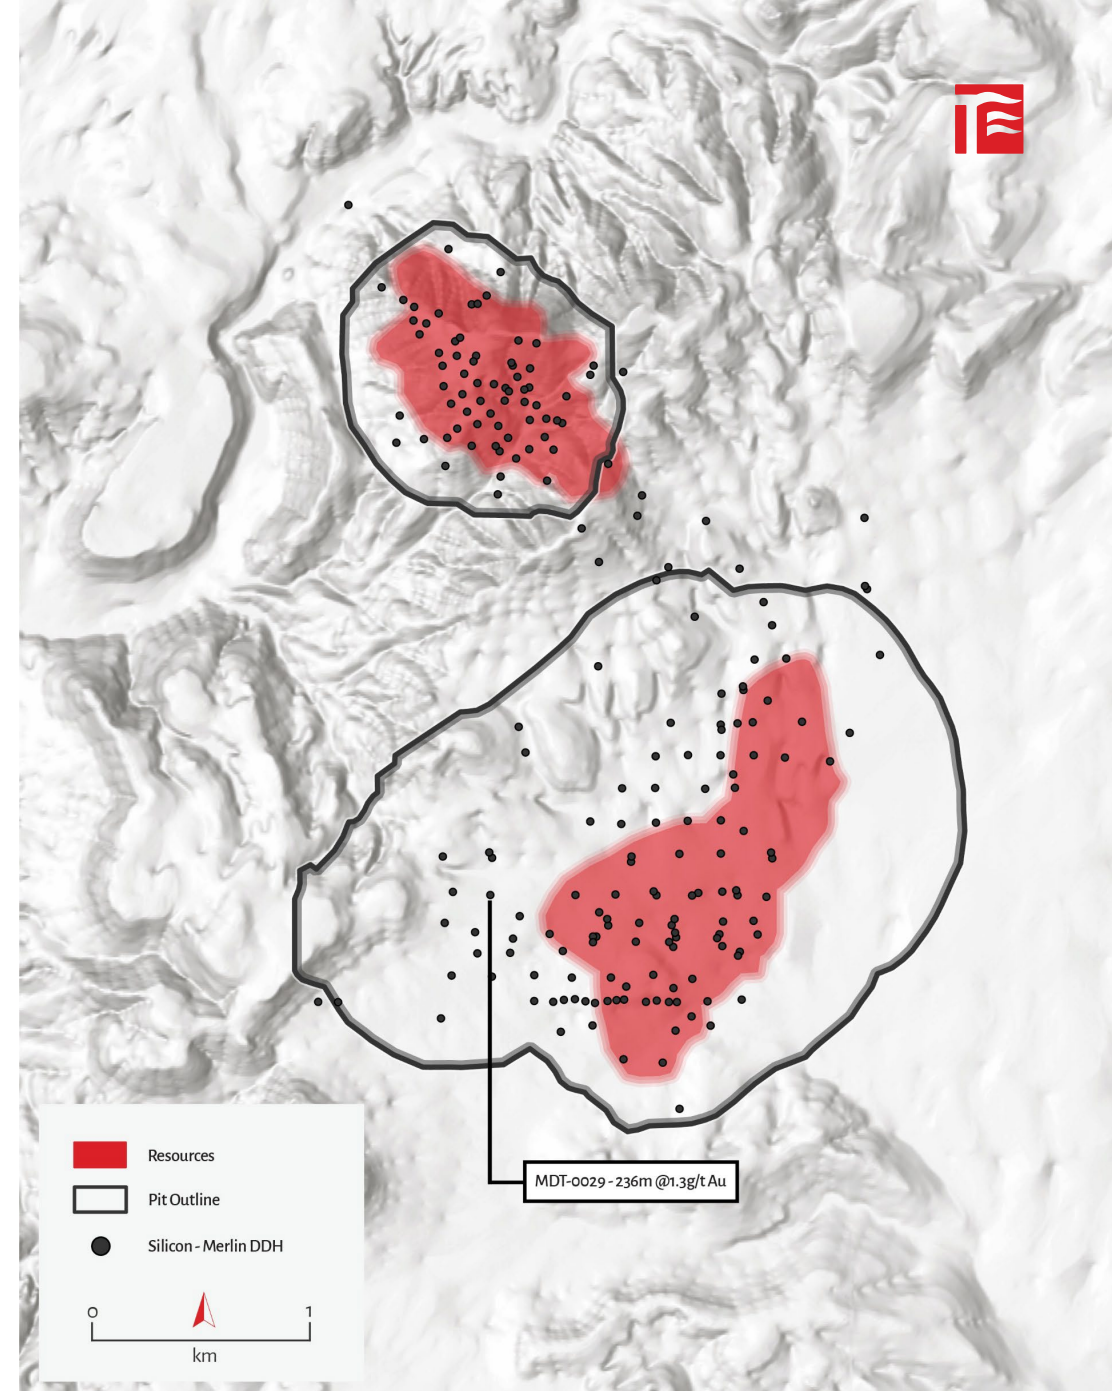 MDT-0029 - 236m @1.3g/t Au
Resources
Pit Outline
Silicon - Merlin DDH
0 1
km